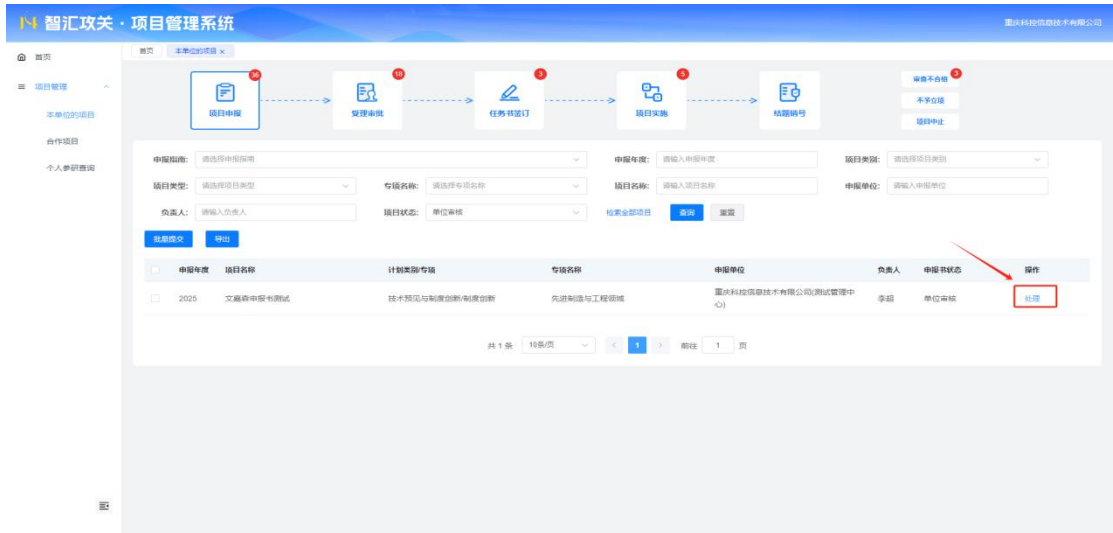 智汇攻关·项目管理系统
重庆科控信息技术有限公司
首页
项目管理
本单位的项目
合作项目
个人参研查询
首页 本单位的项目 ×
36 18 3 5
项目申报 受理审批 任务书签订 项目实施 结题销号
审查不合格 3
不予立项
项目中止
申报指南: 请选择申报指南 申报年度: 请输入申报年度 项目类别: 请选择项目类别
项目类型: 请选择项目类型 专项名称: 请选择专项名称 项目名称: 请输入项目名称 申报单位: 请输入申报单位
负责人: 请输入负责人 项目状态: 单位审核 检索全部项目 查询 重置
批量提交 导出
申报年度 项目名称 计划类别/专项 专项名称 申报单位 负责人 申报书状态 操作
2025 文嘉森申报书测试 技术预见与制度创新/制度创新 先进制造与工程领域 重庆科控信息技术有限公司(测试管理中心) 李超 单位审核 处理
共 1 条 10条/页 < 1 > 前往 1 页